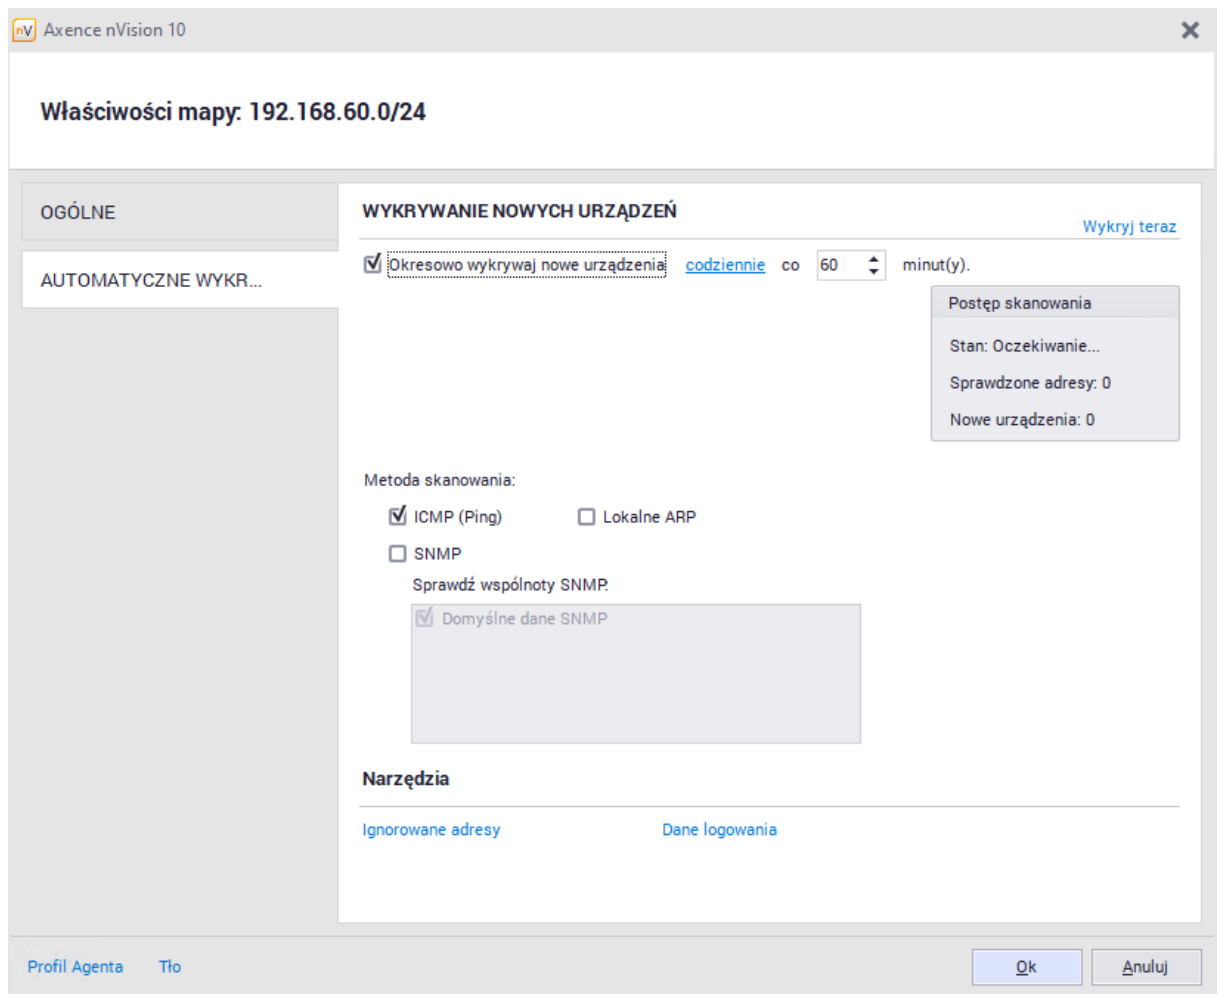 nV Axence nVision 10
Właściwości mapy: 192.168.60.0/24
OGÓLNE
AUTOMATYCZNE WYKR...
WYKRYWANIE NOWYCH URZĄDZEŃ
Wykryj teraz
Okresowo wykrywaj nowe urządzenia codziennie co 60 minut(y).
Postęp skanowania
Stan: Oczekiwanie...
Sprawdzone adresy: 0
Nowe urządzenia: 0
Metoda skanowania:
ICMP (Ping) Lokalne ARP
SNMP
Sprawdź wspólnoty SNMP:
Domyślne dane SNMP
Narzędzia
Ignorowane adresy Dane logowania
Profil Agenta Tło Ok Anuluj